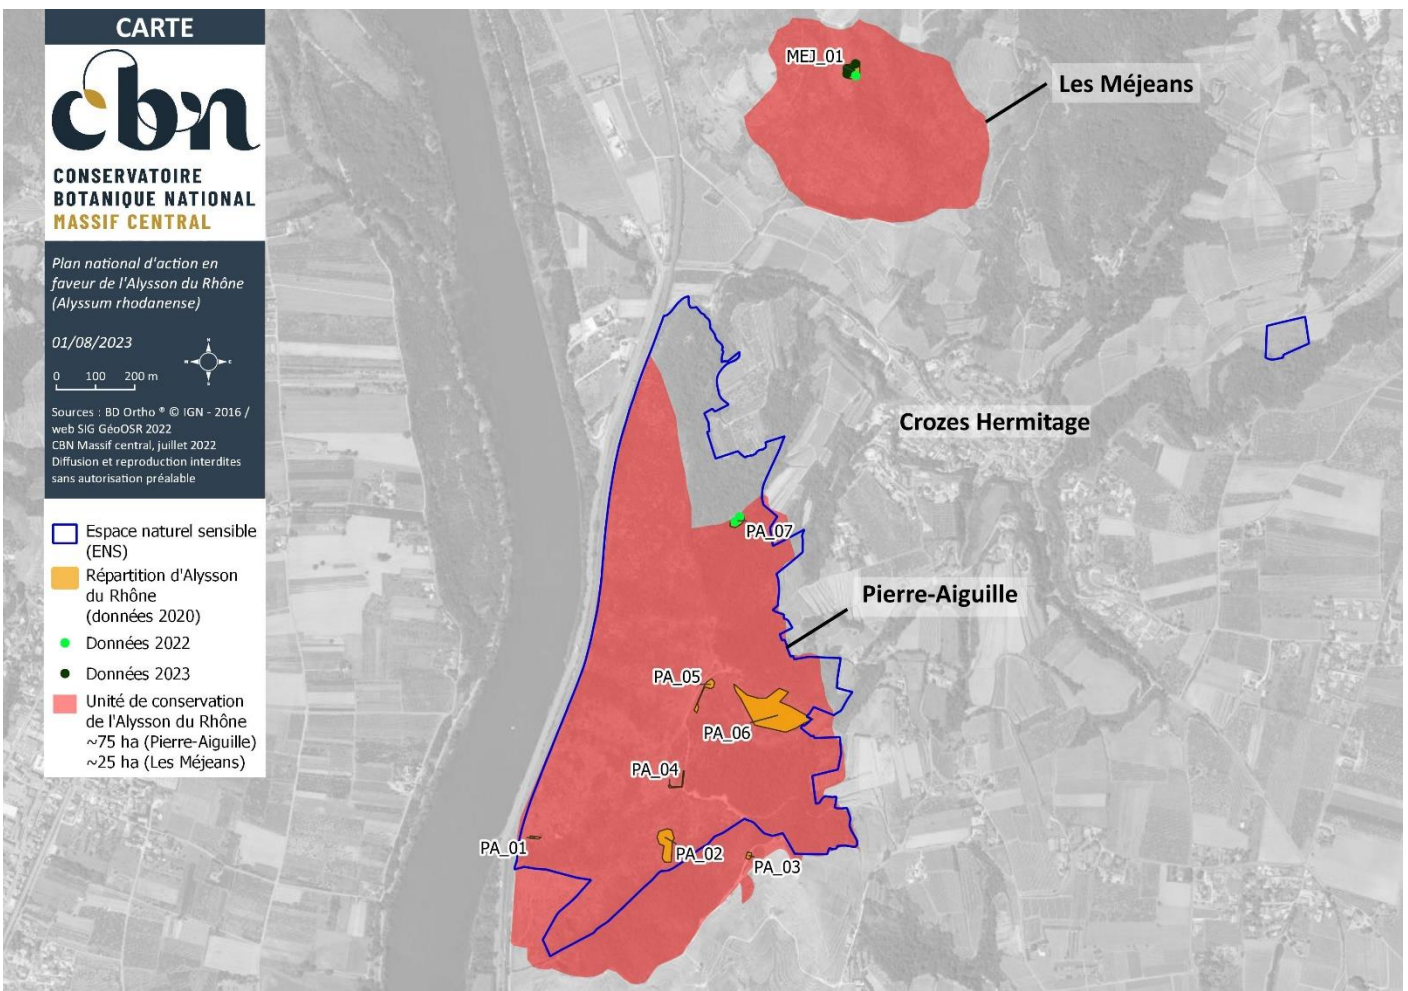 CARTE
cbn
CONSERVATOIRE
BOTANIQUE NATIONAL
MASSIF CENTRAL
Plan national d'action en
faveur de l'Alysson du Rhône
(Alyssum rhodanense)
01/08/2023
0 100 200 m
Sources : BD Ortho ® © IGN - 2016 /
web SIG GéoOSR 2022
CBN Massif central, juillet 2022
Diffusion et reproduction interdites
sans autorisation préalable
Espace naturel sensible
(ENS)
Répartition d'Alysson
du Rhône
(données 2020)
Données 2022
Données 2023
Unité de conservation
de l'Alysson du Rhône
~75 ha (Pierre-Aiguille)
~25 ha (Les Méjeans)
MEJ_01
Les Méjeans
Crozes Hermitage
PA_07
Pierre-Aiguille
PA_05
PA_06
PA_04
PA_01
PA_02
PA_03